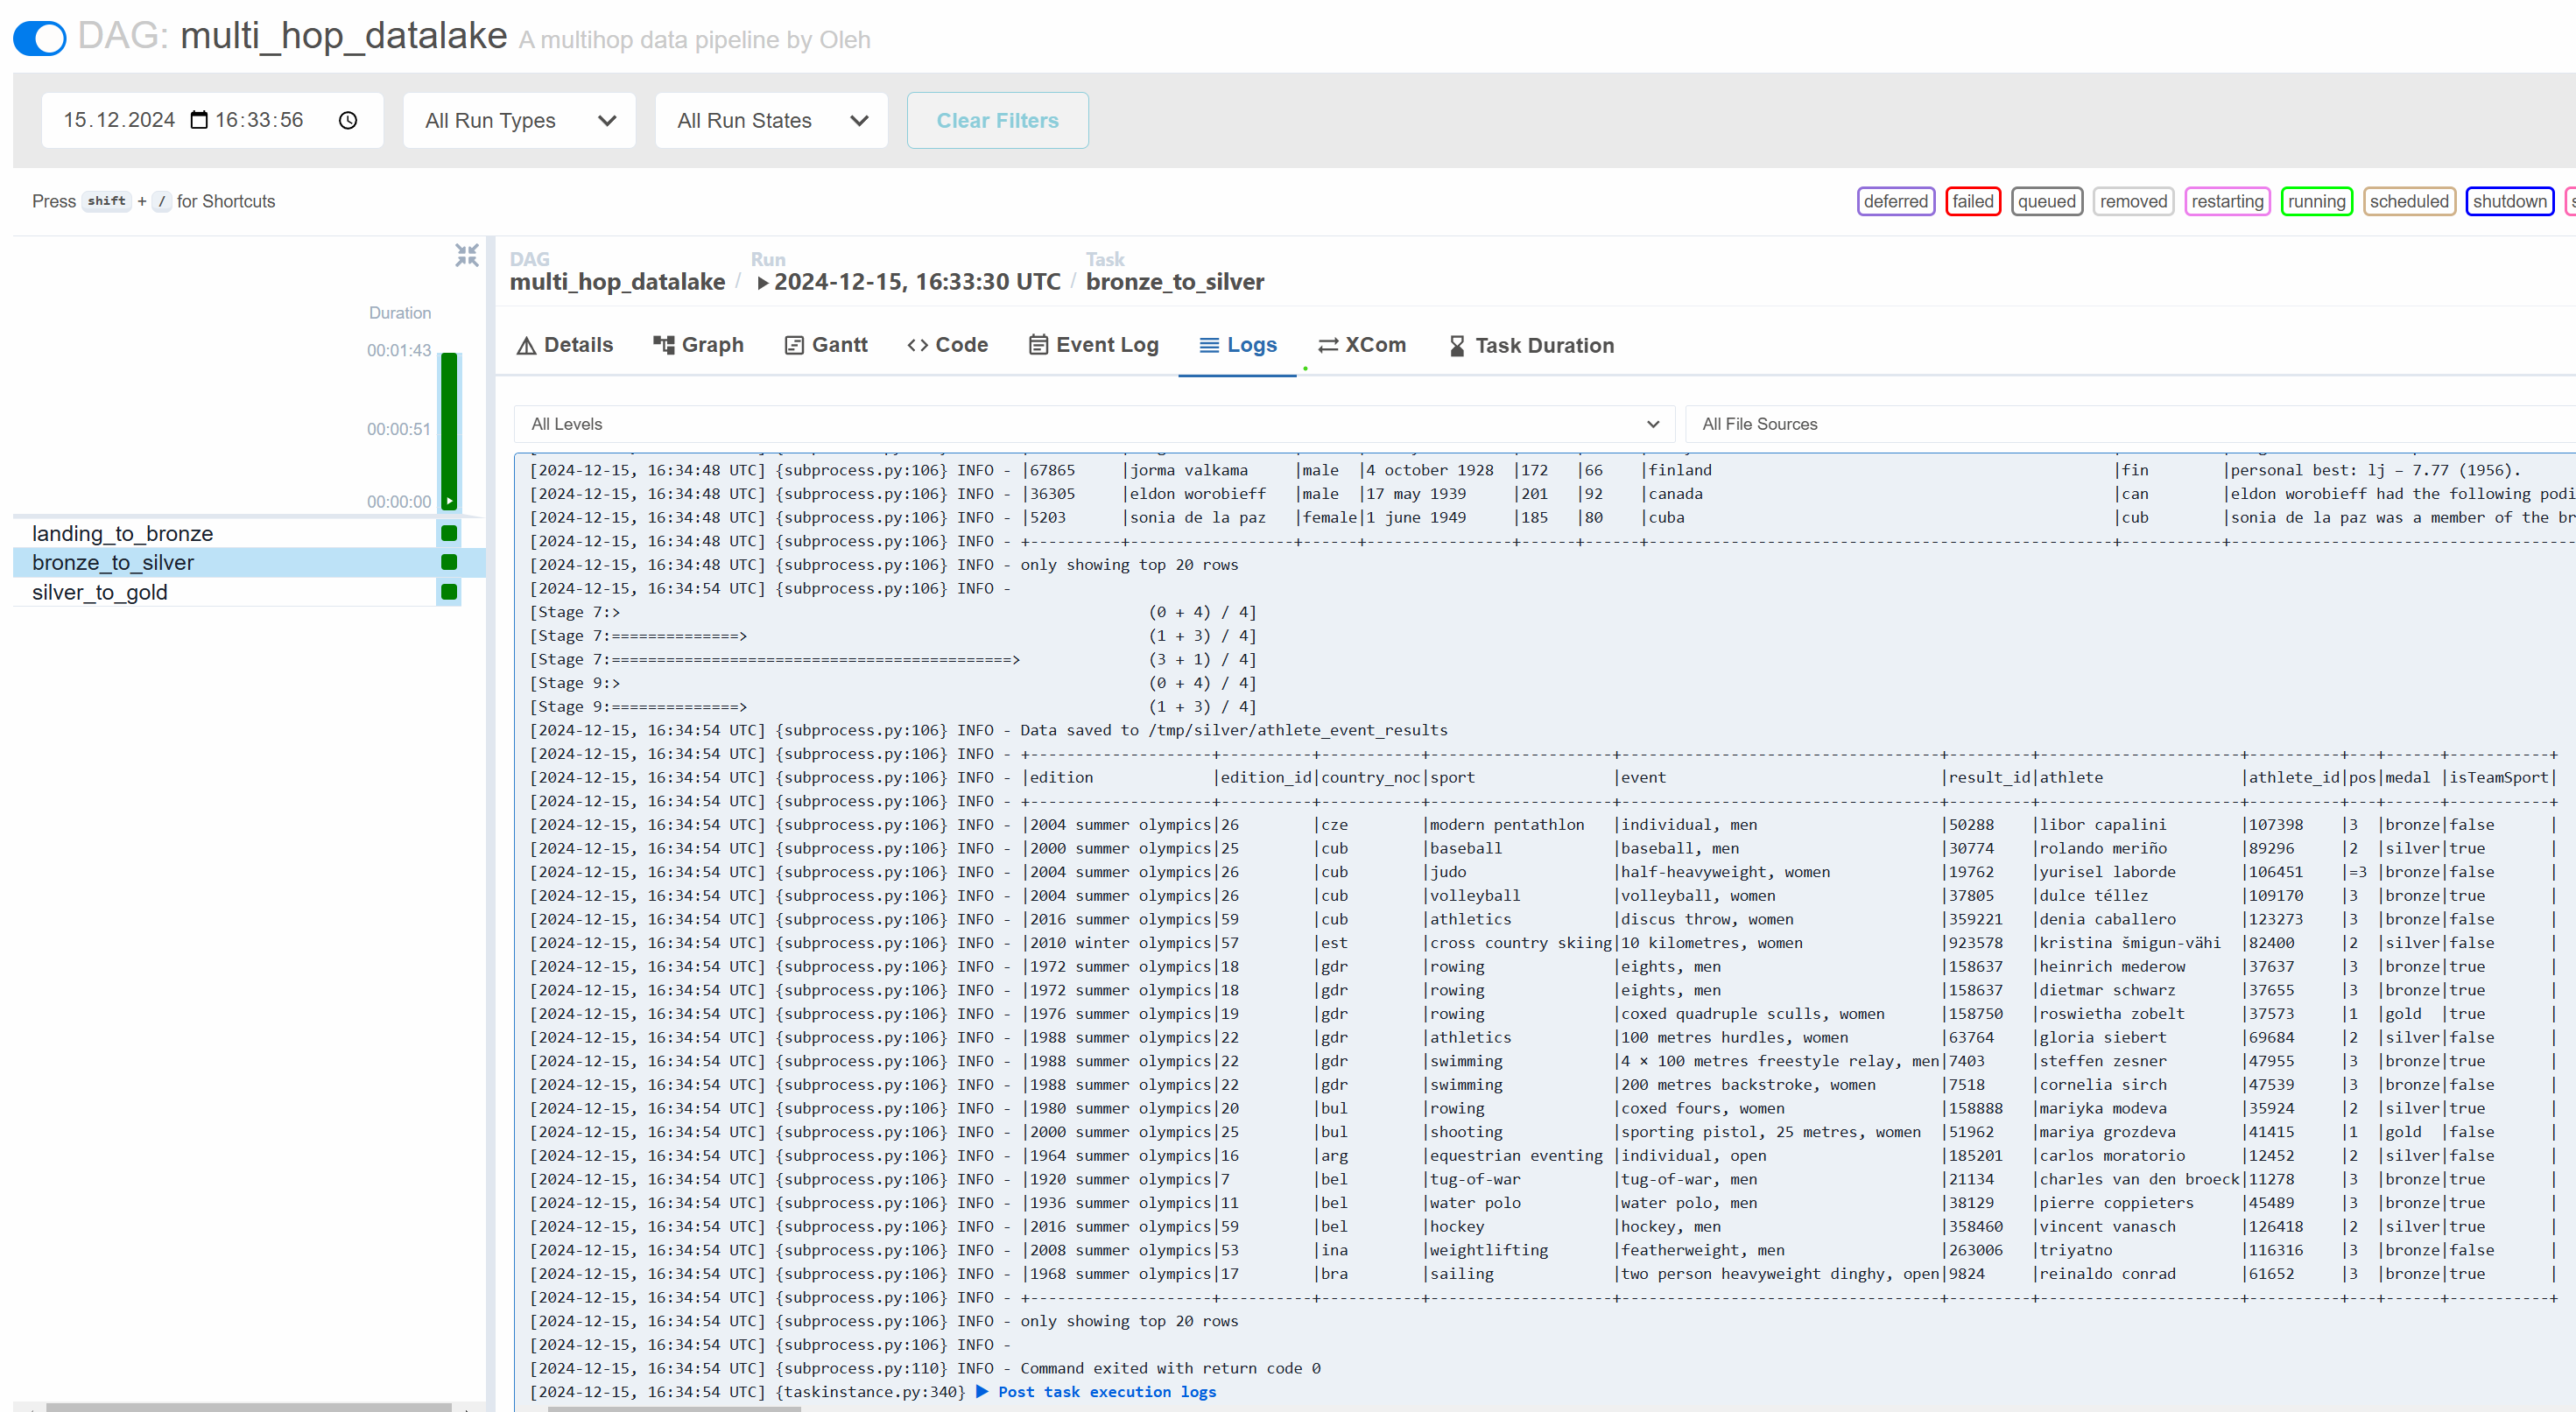 DAG: multi_hop_datalake A multihop data pipeline by Oleh
15.12.2024 16:33:56 All Run Types All Run States Clear Filters
Press shift + / for Shortcuts
deferred failed queued removed restarting running scheduled shutdown
DAG Run Task
multi_hop_datalake / 2024-12-15, 16:33:30 UTC / bronze_to_silver
Duration
00:01:43
00:00:51
00:00:00
landing_to_bronze
bronze_to_silver
silver_to_gold
Details Graph Gantt Code Event Log Logs XCom Task Duration
All Levels All File Sources
[2024-12-15, 16:34:48 UTC] {subprocess.py:106} INFO - |67865 |jorma valkama |male |4 october 1928 |172 |66 |finland |fin |personal best: lj – 7.77 (1956).
[2024-12-15, 16:34:48 UTC] {subprocess.py:106} INFO - |36305 |eldon worobieff |male |17 may 1939 |201 |92 |canada |can |eldon worobieff had the following podi
[2024-12-15, 16:34:48 UTC] {subprocess.py:106} INFO - |5203 |sonia de la paz |female|1 june 1949 |185 |80 |cuba |cub |sonia de la paz was a member of the br
[2024-12-15, 16:34:48 UTC] {subprocess.py:106} INFO - +----------+-------------------+------+----------------+------+------+---------------------------------------------------+-----------+--------------------------------------
[2024-12-15, 16:34:48 UTC] {subprocess.py:106} INFO - only showing top 20 rows
[2024-12-15, 16:34:54 UTC] {subprocess.py:106} INFO -
[Stage 7:> (0 + 4) / 4]
[Stage 7:==============> (1 + 3) / 4]
[Stage 7:============================================> (3 + 1) / 4]
[Stage 9:> (0 + 4) / 4]
[Stage 9:==============> (1 + 3) / 4]
[2024-12-15, 16:34:54 UTC] {subprocess.py:106} INFO - Data saved to /tmp/silver/athlete_event_results
[2024-12-15, 16:34:54 UTC] {subprocess.py:106} INFO - +--------------------+----------+-----------+--------------------+-----------------------------------+---------+----------------------+----------+---+------+-----------+
[2024-12-15, 16:34:54 UTC] {subprocess.py:106} INFO - |edition |edition_id|country_noc|sport |event |result_id|athlete |athlete_id|pos|medal |isTeamSport|
[2024-12-15, 16:34:54 UTC] {subprocess.py:106} INFO - +--------------------+----------+-----------+--------------------+-----------------------------------+---------+----------------------+----------+---+------+-----------+
[2024-12-15, 16:34:54 UTC] {subprocess.py:106} INFO - |2004 summer olympics|26 |cze |modern pentathlon |individual, men |50288 |libor capalini |107398 |3 |bronze|false |
[2024-12-15, 16:34:54 UTC] {subprocess.py:106} INFO - |2000 summer olympics|25 |cub |baseball |baseball, men |30774 |rolando meriño |89296 |2 |silver|true |
[2024-12-15, 16:34:54 UTC] {subprocess.py:106} INFO - |2004 summer olympics|26 |cub |judo |half-heavyweight, women |19762 |yurisel laborde |106451 |=3 |bronze|false |
[2024-12-15, 16:34:54 UTC] {subprocess.py:106} INFO - |2004 summer olympics|26 |cub |volleyball |volleyball, women |37805 |dulce téllez |109170 |3 |bronze|true |
[2024-12-15, 16:34:54 UTC] {subprocess.py:106} INFO - |2016 summer olympics|59 |cub |athletics |discus throw, women |359221 |denia caballero |123273 |3 |bronze|false |
[2024-12-15, 16:34:54 UTC] {subprocess.py:106} INFO - |2010 winter olympics|57 |est |cross country skiing|10 kilometres, women |923578 |kristina šmigun-vähi |82400 |2 |silver|false |
[2024-12-15, 16:34:54 UTC] {subprocess.py:106} INFO - |1972 summer olympics|18 |gdr |rowing |eights, men |158637 |heinrich mederow |37637 |3 |bronze|true |
[2024-12-15, 16:34:54 UTC] {subprocess.py:106} INFO - |1972 summer olympics|18 |gdr |rowing |eights, men |158637 |dietmar schwarz |37655 |3 |bronze|true |
[2024-12-15, 16:34:54 UTC] {subprocess.py:106} INFO - |1976 summer olympics|19 |gdr |rowing |coxed quadruple sculls, women |158750 |roswietha zobelt |37573 |1 |gold |true |
[2024-12-15, 16:34:54 UTC] {subprocess.py:106} INFO - |1988 summer olympics|22 |gdr |athletics |100 metres hurdles, women |63764 |gloria siebert |69684 |2 |silver|false |
[2024-12-15, 16:34:54 UTC] {subprocess.py:106} INFO - |1988 summer olympics|22 |gdr |swimming |4 × 100 metres freestyle relay, men|7403 |steffen zesner |47955 |3 |bronze|true |
[2024-12-15, 16:34:54 UTC] {subprocess.py:106} INFO - |1988 summer olympics|22 |gdr |swimming |200 metres backstroke, women |7518 |cornelia sirch |47539 |3 |bronze|false |
[2024-12-15, 16:34:54 UTC] {subprocess.py:106} INFO - |1980 summer olympics|20 |bul |rowing |coxed fours, women |158888 |mariyka modeva |35924 |2 |silver|true |
[2024-12-15, 16:34:54 UTC] {subprocess.py:106} INFO - |2000 summer olympics|25 |bul |shooting |sporting pistol, 25 metres, women |51962 |mariya grozdeva |41415 |1 |gold |false |
[2024-12-15, 16:34:54 UTC] {subprocess.py:106} INFO - |1964 summer olympics|16 |arg |equestrian eventing |individual, open |185201 |carlos moratorio |12452 |2 |silver|false |
[2024-12-15, 16:34:54 UTC] {subprocess.py:106} INFO - |1920 summer olympics|7 |bel |tug-of-war |tug-of-war, men |21134 |charles van den broeck|11278 |3 |bronze|true |
[2024-12-15, 16:34:54 UTC] {subprocess.py:106} INFO - |1936 summer olympics|11 |bel |water polo |water polo, men |38129 |pierre coppieters |45489 |3 |bronze|true |
[2024-12-15, 16:34:54 UTC] {subprocess.py:106} INFO - |2016 summer olympics|59 |bel |hockey |hockey, men |358460 |vincent vanasch |126418 |2 |silver|true |
[2024-12-15, 16:34:54 UTC] {subprocess.py:106} INFO - |2008 summer olympics|53 |ina |weightlifting |featherweight, men |263006 |triyatno |116316 |3 |bronze|false |
[2024-12-15, 16:34:54 UTC] {subprocess.py:106} INFO - |1968 summer olympics|17 |bra |sailing |two person heavyweight dinghy, open|9824 |reinaldo conrad |61652 |3 |bronze|true |
[2024-12-15, 16:34:54 UTC] {subprocess.py:106} INFO - +--------------------+----------+-----------+--------------------+-----------------------------------+---------+----------------------+----------+---+------+-----------+
[2024-12-15, 16:34:54 UTC] {subprocess.py:106} INFO - only showing top 20 rows
[2024-12-15, 16:34:54 UTC] {subprocess.py:106} INFO -
[2024-12-15, 16:34:54 UTC] {subprocess.py:110} INFO - Command exited with return code 0
[2024-12-15, 16:34:54 UTC] {taskinstance.py:340} ▶ Post task execution logs